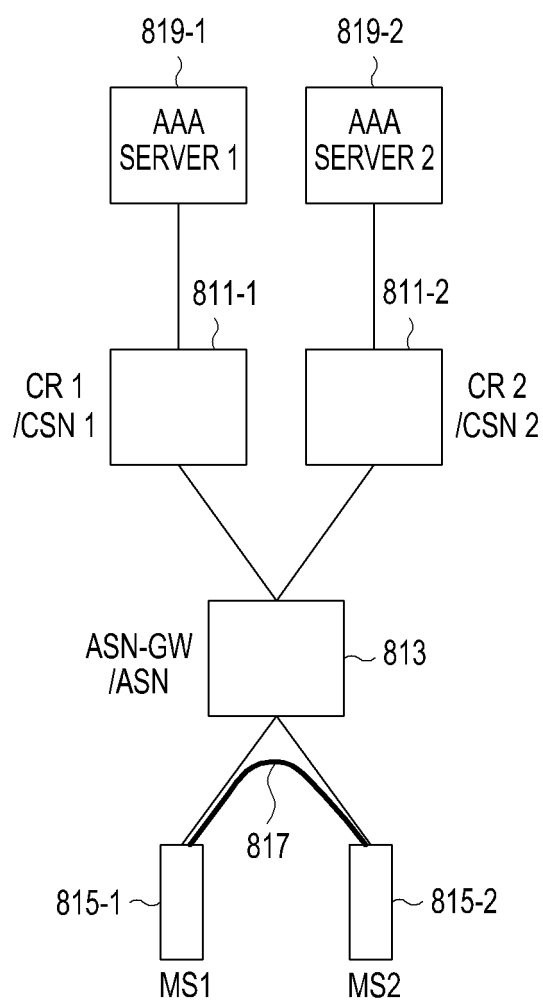 819-1
819-2
AAA
SERVER 1
AAA
SERVER 2
811-1
811-2
CR 1
/CSN 1
CR 2
/CSN 2
ASN-GW
/ASN
813
817
815-1
815-2
MS1
MS2